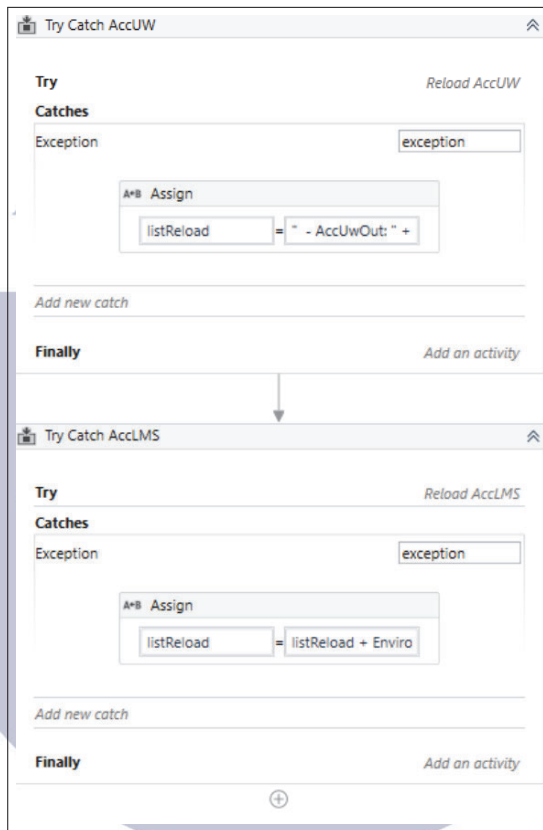 Try Catch AccUW
Try Reload AccUW
Catches
Exception exception
A+B Assign
listReload = " - AccUwOut: " +
Add new catch
Finally Add an activity
Try Catch AccLMS
Try Reload AccLMS
Catches
Exception exception
A+B Assign
listReload = listReload + Enviro
Add new catch
Finally Add an activity